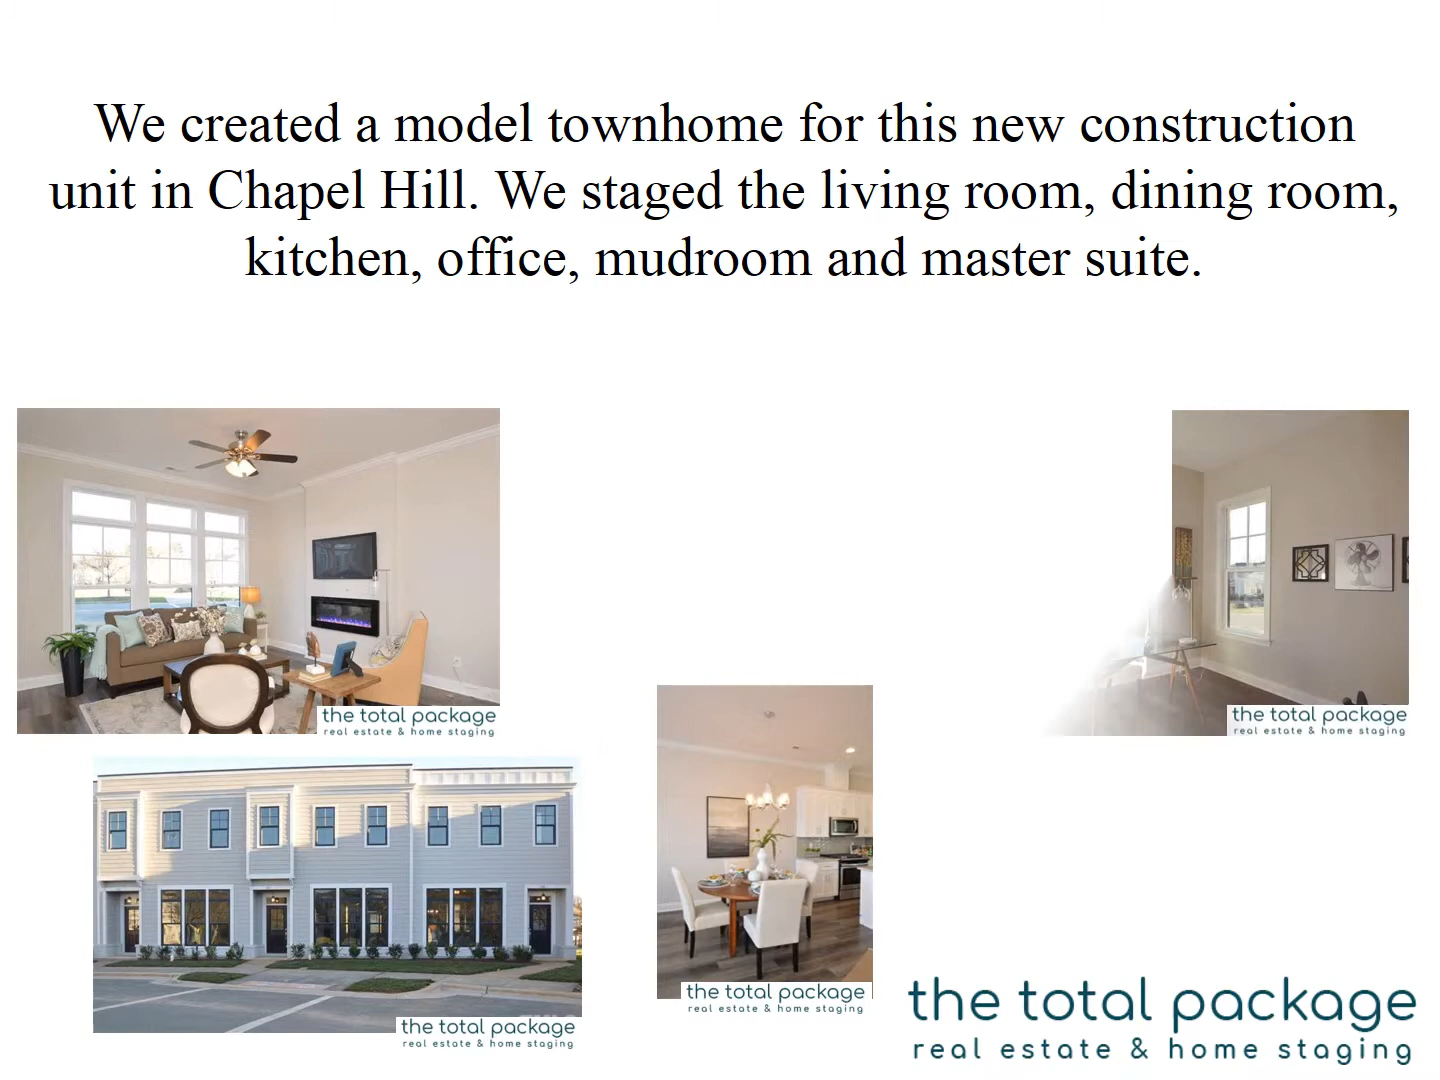 We created a model townhome for this new construction
unit in Chapel Hill. We staged the living room, dining room,
kitchen, office, mudroom and master suite.
the total package
real estate & home staging
the total package
real estate & home staging
the total package
real estate & home staging
the total package
real estate & home staging
the total package
real estate & home staging